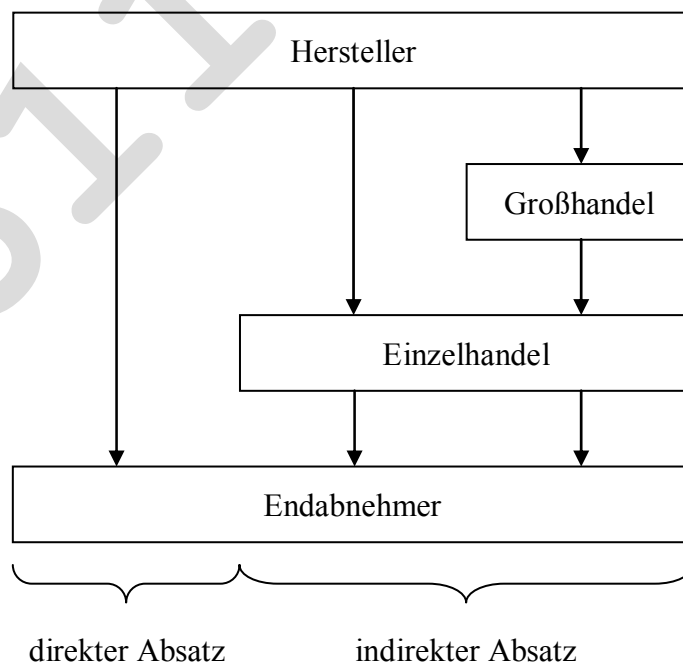 Hersteller
Großhandel
Einzelhandel
Endabnehmer
direkter Absatz
indirekter Absatz